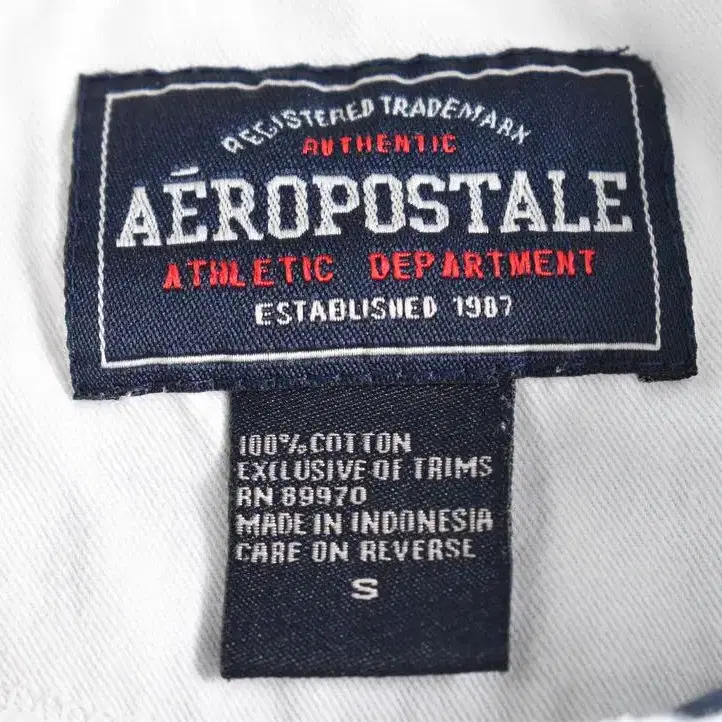 REGISTERED TRADEMARK
AUTHENTIC
AĒROPOSTALE
ATHLETIC DEPARTMENT
ESTABLISHED 1987
100% COTTON
EXCLUSIVE OF TRIMS
RN 89970
MADE IN INDONESIA
CARE ON REVERSE
S